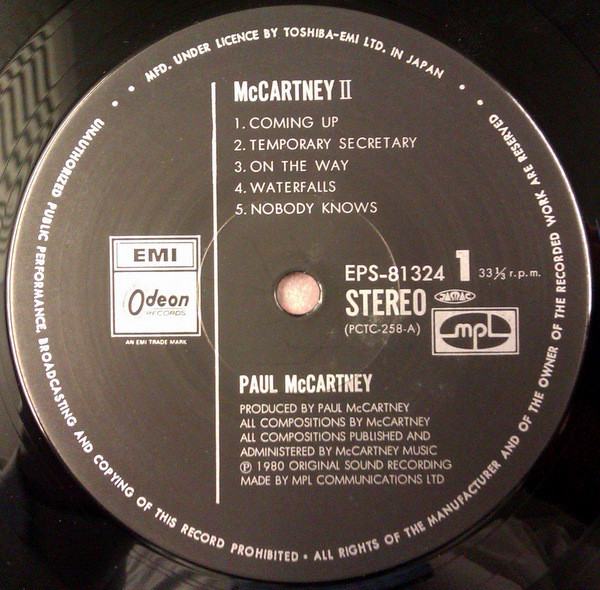 MFD. UNDER LICENCE BY TOSHIBA-EMI LTD. IN JAPAN
McCARTNEY II
1. COMING UP
2. TEMPORARY SECRETARY
3. ON THE WAY
4. WATERFALLS
5. NOBODY KNOWS
EMI
Odeon
RECORDS
AN EMI TRADE MARK
EPS-81324 1 33⅓ r.p.m.
STEREO JASRAC
(PCTC-258-A)
mpl
PAUL McCARTNEY
PRODUCED BY PAUL McCARTNEY
ALL COMPOSITIONS BY McCARTNEY
ALL COMPOSITIONS PUBLISHED AND
ADMINISTERED BY McCARTNEY MUSIC
℗ 1980 ORIGINAL SOUND RECORDING
MADE BY MPL COMMUNICATIONS LTD
UNAUTHORIZED PUBLIC PERFORMANCE, BROADCASTING AND COPYING OF THIS RECORD PROHIBITED • ALL RIGHTS OF THE MANUFACTURER AND OF THE OWNER OF THE RECORDED WORK ARE RESERVED